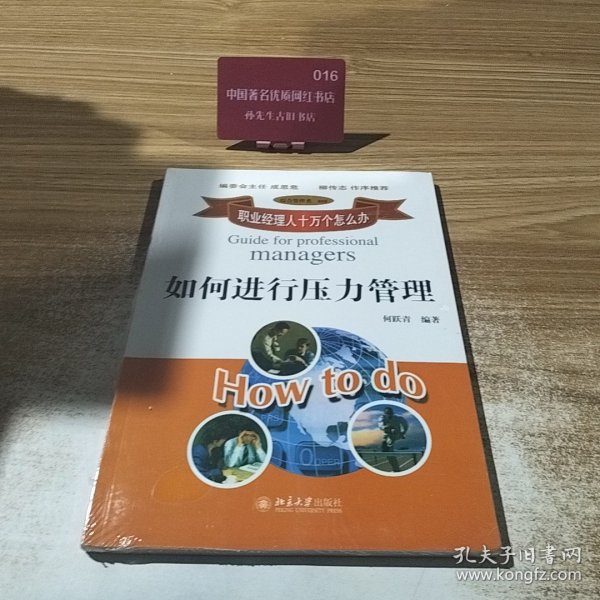 016
中国著名优质网红书店
孙先生古旧书店
编委会主任 成思危 柳传志 作序推荐
职业经理人十万个怎么办
Guide for professional
managers
如何进行压力管理
何跃青 编著
How to do
Open
北京大学出版社
PEKING UNIVERSITY PRESS
孔夫子旧书网
www.kongfz.com